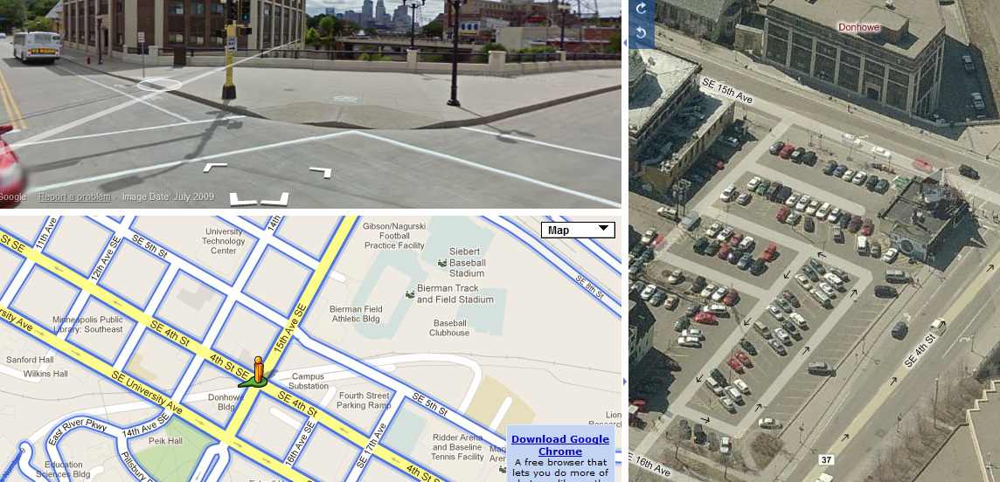 Google
Report a problem
Image Date: July 2009
Map
11th Ave
SE 5th St
14th
Gibson/Nagurski
Football
Practice Facility
University
Technology
Center
12th Ave SE
Siebert
Baseball
Stadium
SE 8th St
St SE
Bierman Track
and Field Stadium
Bierman Field
Athletic Bldg
15th Ave SE
Minneapolis Public
Library: Southeast
SE 4th St
Baseball
Clubhouse
rsity Ave
4th St SE
Sanford Hall
Wilkins Hall
SE University Ave
Campus
Substation
Donhowe
Bldg
SE 4th St
Fourth Street
Parking Ramp
SE 5th St
East River Pkwy
14th Ave SE
Peik Hall
16th Ave SE
SE 17th Ave
Ridder Arena
and Baseline
Tennis Facility
Education
Sciences Bldg
Pillsbury
4th St
Lion
Researc
Download Google
Chrome
A free browser that
lets you do more of
Donhowe
SE 15th Ave
SE 4th St
37
E 16th Ave